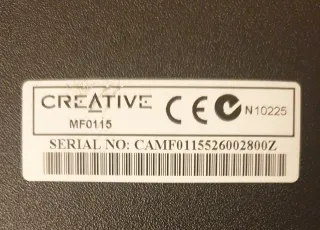 CREATIVE
MF0115
CE N10225
SERIAL NO: CAMF0115526002800Z